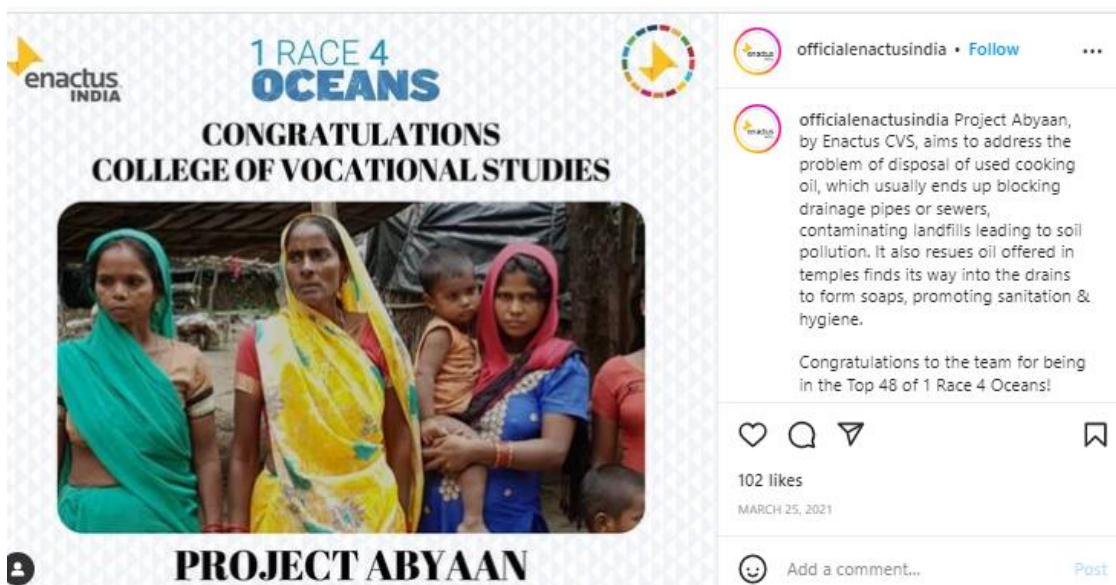 enactus
INDIA
1 RACE 4
OCEANS
CONGRATULATIONS
COLLEGE OF VOCATIONAL STUDIES
PROJECT ABYAAN
officialenactusindia • Follow
officialenactusindia Project Abyaan,
by Enactus CVS, aims to address the
problem of disposal of used cooking
oil, which usually ends up blocking
drainage pipes or sewers,
contaminating landfills leading to soil
pollution. It also resues oil offered in
temples finds its way into the drains
to form soaps, promoting sanitation &
hygiene.
Congratulations to the team for being
in the Top 48 of 1 Race 4 Oceans!
102 likes
MARCH 25, 2021
Add a comment...
Post